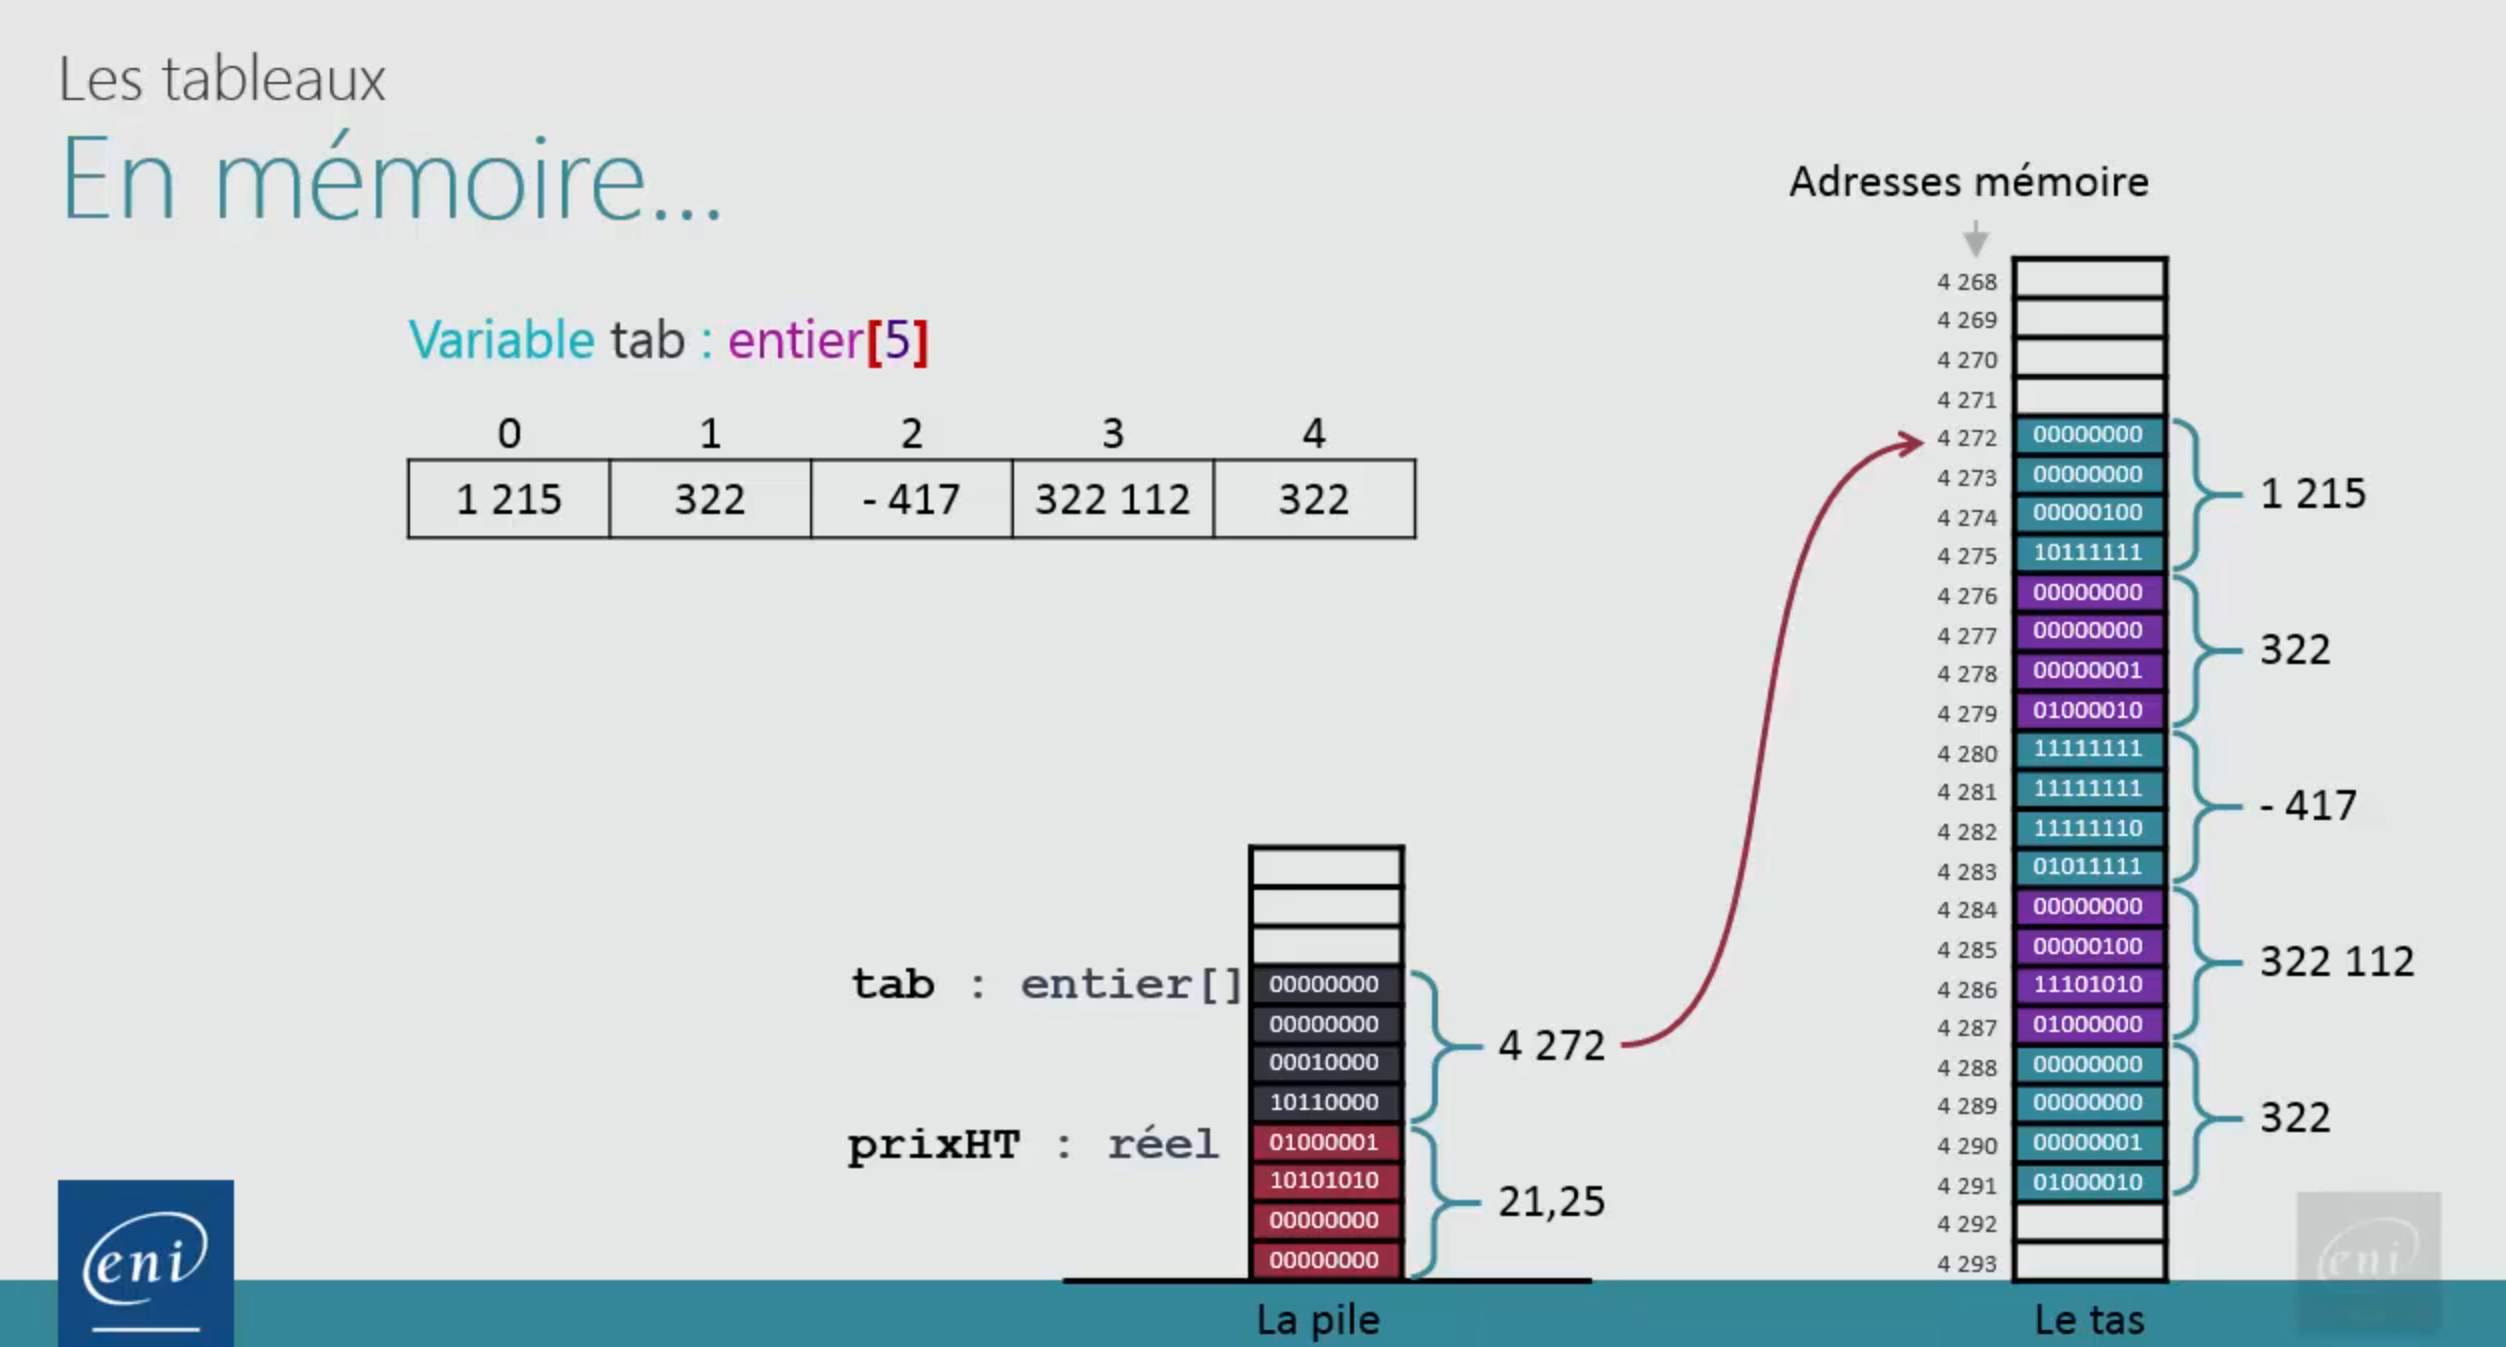 Les tableaux
En mémoire...
Adresses mémoire
Variable tab : entier[5]
0 1 2 3 4
1 215 322 - 417 322 112 322
4 268
4 269
4 270
4 271
4 272 00000000
4 273 00000000
4 274 00000100
4 275 10111111
1 215
4 276 00000000
4 277 00000000
4 278 00000001
4 279 01000010
322
4 280 11111111
4 281 11111111
4 282 11111110
4 283 01011111
- 417
4 284 00000000
4 285 00000100
4 286 11101010
4 287 01000000
322 112
4 288 00000000
4 289 00000000
4 290 00000001
4 291 01000010
322
4 292
4 293
tab : entier[] 00000000
00000000
00010000
10110000
4 272
prixHT : réel 01000001
10101010
00000000
00000000
21,25
eni
eni
La pile
Le tas